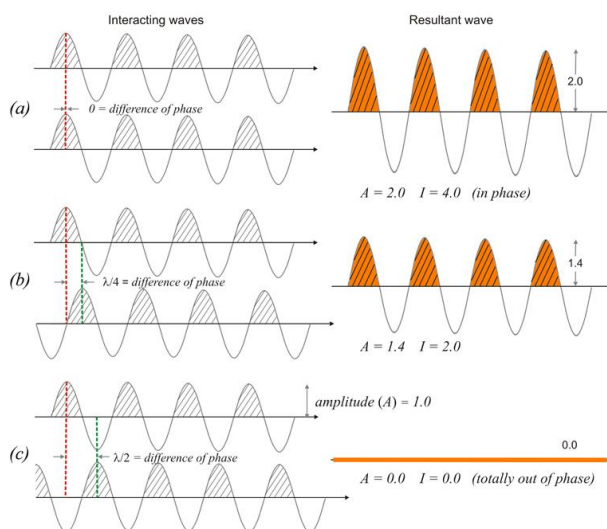 Interacting waves
Resultant wave
(a)
0 = difference of phase
2.0
A = 2.0 I = 4.0 (in phase)
(b)
λ/4 = difference of phase
1.4
A = 1.4 I = 2.0
amplitude (A) = 1.0
(c)
λ/2 = difference of phase
0.0
A = 0.0 I = 0.0 (totally out of phase)